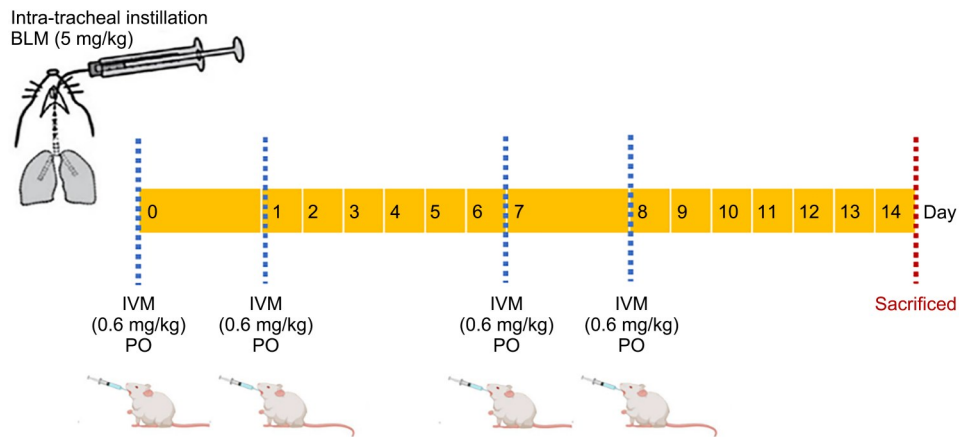 Intra-tracheal instillation
BLM (5 mg/kg)
0 1 2 3 4 5 6 7 8 9 10 11 12 13 14 Day
IVM
(0.6 mg/kg)
PO
IVM
(0.6 mg/kg)
PO
IVM
(0.6 mg/kg)
PO
IVM
(0.6 mg/kg)
PO
Sacrificed